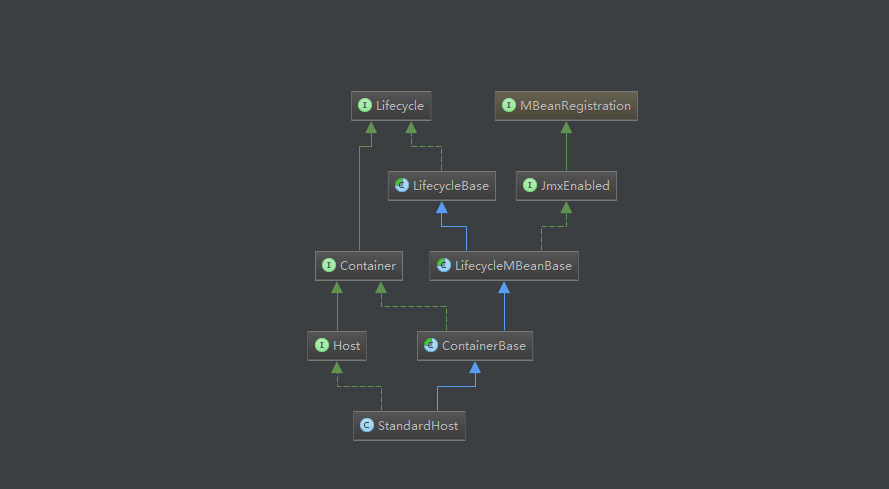 I Lifecycle
I MBeanRegistration
C LifecycleBase
I JmxEnabled
I Container
C LifecycleMBeanBase
I Host
C ContainerBase
C StandardHost